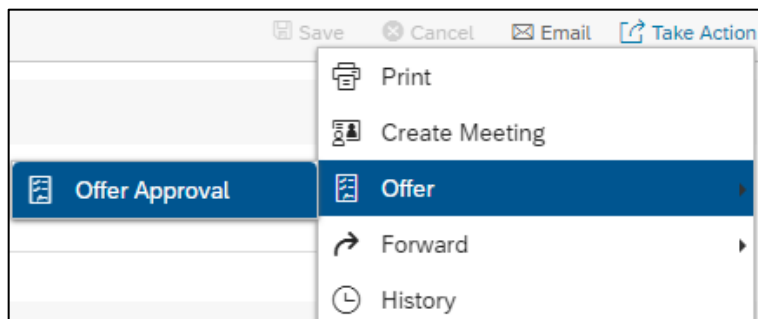 Save Cancel Email Take Action
Print
Create Meeting
Offer Approval Offer
Forward
History